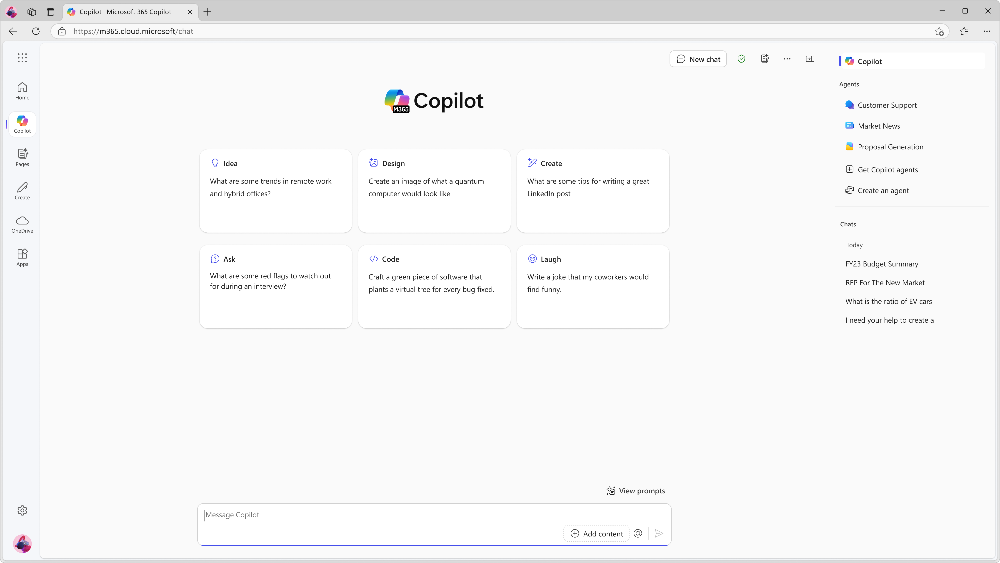 Copilot | Microsoft 365 Copilot
https://m365.cloud.microsoft/chat
Home
Copilot
Pages
Create
OneDrive
Apps
New chat
M365
Copilot
Idea
What are some trends in remote work
and hybrid offices?
Design
Create an image of what a quantum
computer would look like
Create
What are some tips for writing a great
LinkedIn post
Ask
What are some red flags to watch out
for during an interview?
Code
Craft a green piece of software that
plants a virtual tree for every bug fixed.
Laugh
Write a joke that my coworkers would
find funny.
View prompts
Message Copilot
Add content
Copilot
Agents
Customer Support
Market News
Proposal Generation
Get Copilot agents
Create an agent
Chats
Today
FY23 Budget Summary
RFP For The New Market
What is the ratio of EV cars
I need your help to create a